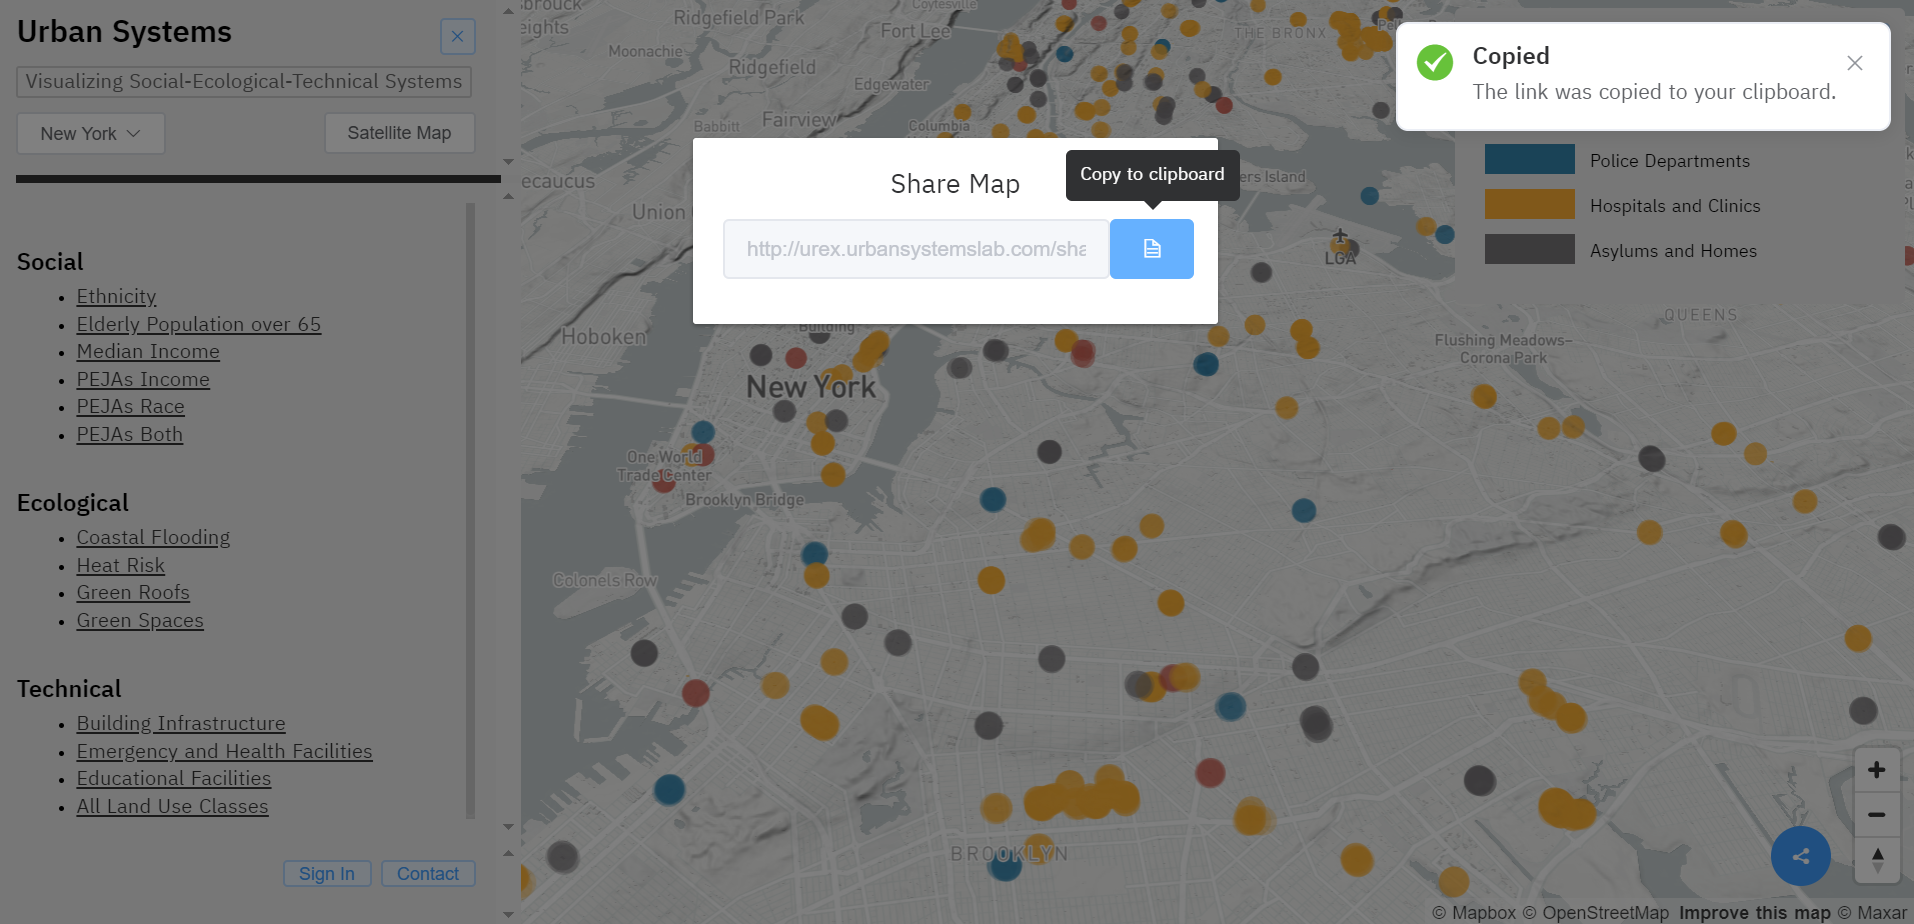 Urban Systems
×
Visualizing Social-Ecological-Technical Systems
New York
Satellite Map
Social
Ethnicity
Elderly Population over 65
Median Income
PEJAs Income
PEJAs Race
PEJAs Both
Ecological
Coastal Flooding
Heat Risk
Green Roofs
Green Spaces
Technical
Building Infrastructure
Emergency and Health Facilities
Educational Facilities
All Land Use Classes
Sign In
Contact
Coytesville
Ridgefield Park
Fort Lee
Moonachie
Ridgefield
Edgewater
Babbitt
Fairview
Columbia
THE BRONX
Copied
The link was copied to your clipboard.
Share Map
Copy to clipboard
http://urex.urbansystemslab.com/sha
Police Departments
Hospitals and Clinics
Asylums and Homes
Union
Island
LGA
Hoboken
Building
New York
QUEENS
Flushing Meadows–
Corona Park
One World
Trade Center
Brooklyn Bridge
Colonels Row
BROOKLYN
+
−
© Mapbox © OpenStreetMap Improve this map © Maxar